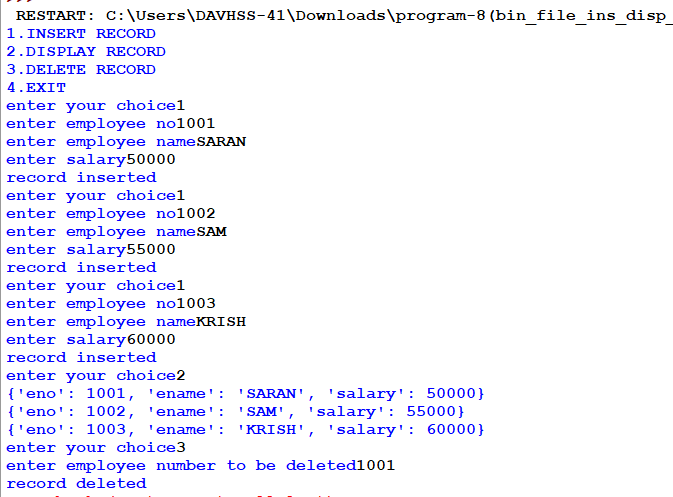 RESTART: C:\Users\DAVHSS-41\Downloads\program-8(bin_file_ins_disp_
1.INSERT RECORD
2.DISPLAY RECORD
3.DELETE RECORD
4.EXIT
enter your choice1
enter employee no1001
enter employee nameSARAN
enter salary50000
record inserted
enter your choice1
enter employee no1002
enter employee nameSAM
enter salary55000
record inserted
enter your choice1
enter employee no1003
enter employee nameKRISH
enter salary60000
record inserted
enter your choice2
{'eno': 1001, 'ename': 'SARAN', 'salary': 50000}
{'eno': 1002, 'ename': 'SAM', 'salary': 55000}
{'eno': 1003, 'ename': 'KRISH', 'salary': 60000}
enter your choice3
enter employee number to be deleted1001
record deleted